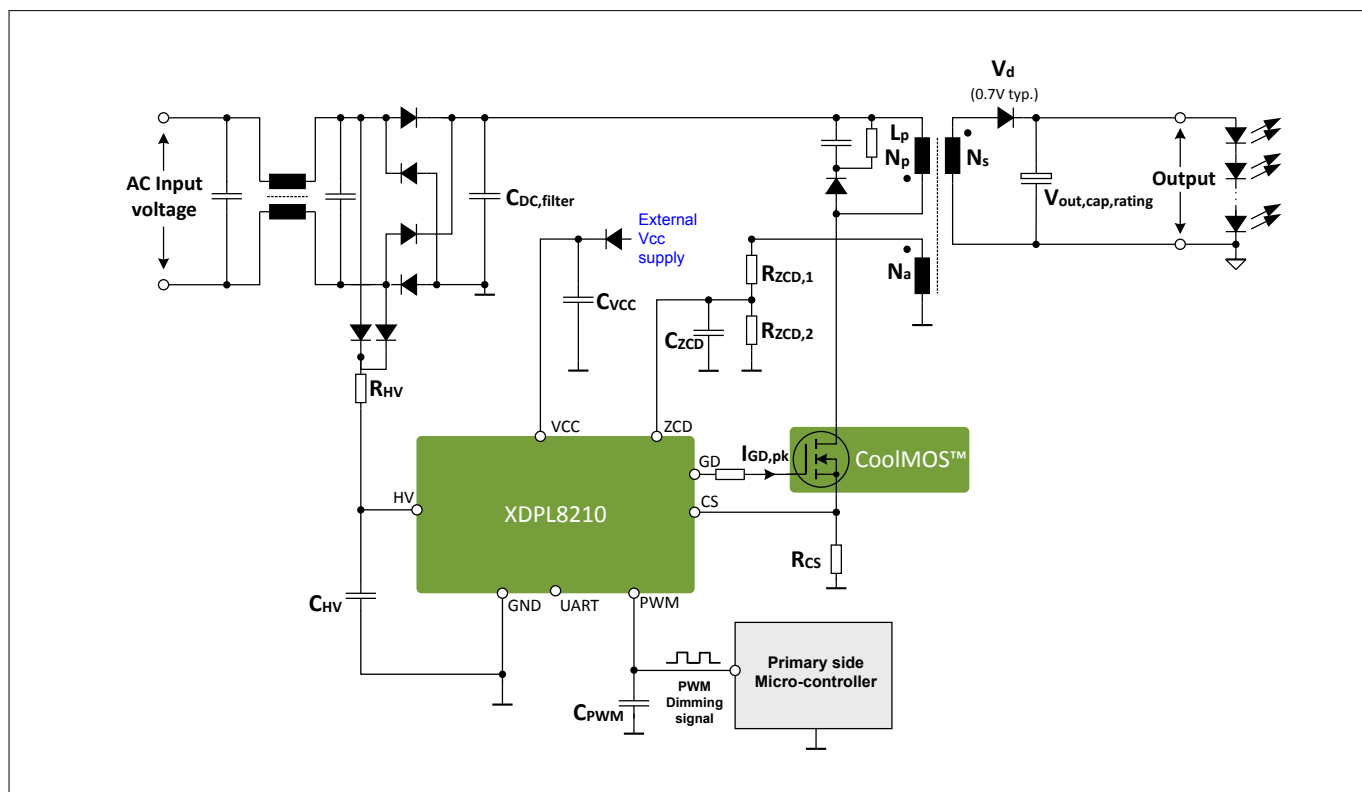 Vd
(0.7V typ.)
Lp
Np
Ns
AC Input
voltage
CDC,filter
Output
Vout,cap,rating
External
Vcc
supply
Na
RZCD,1
CVCC
CZCD
RZCD,2
RHV
VCC
ZCD
GD
IGD,pk
CoolMOS™
HV
XDPL8210
CS
RCS
CHV
GND
UART
PWM
Primary side
Micro-controller
PWM
Dimming
signal
CPWM